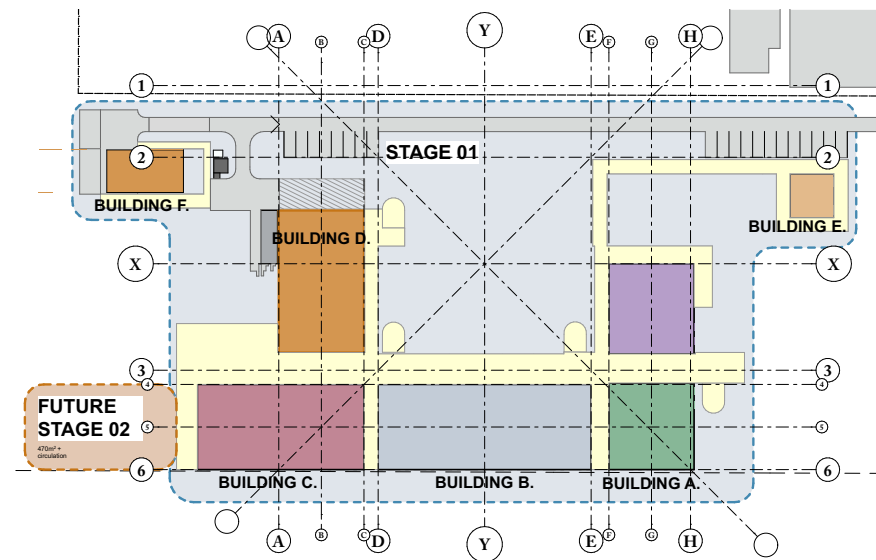 A B C D Y E F G H
1 1
2 STAGE 01 2
BUILDING F.
BUILDING E.
BUILDING D.
X X
3 3
4 4
FUTURE
STAGE 02
5 5
470m² +
circulation
6 6
BUILDING C. BUILDING B. BUILDING A.
A B C D Y E F G H